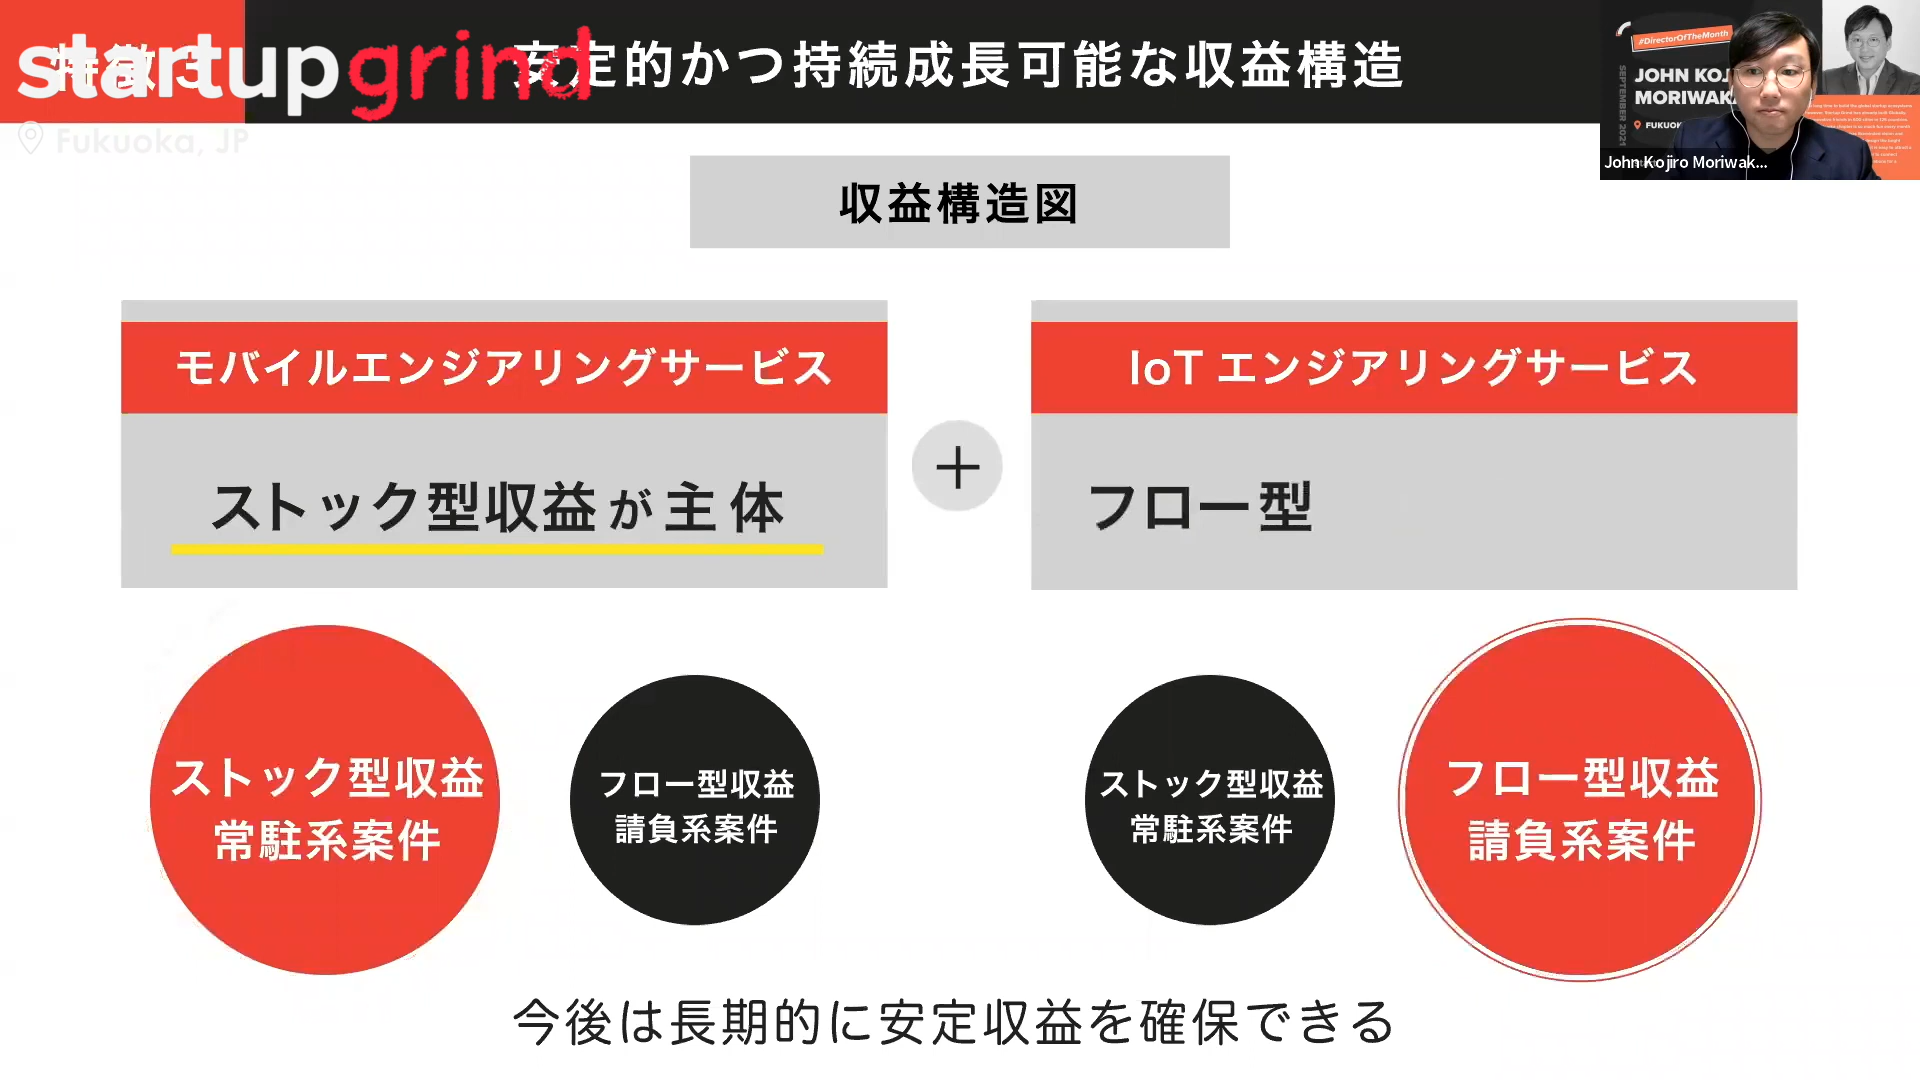 特徴3
startupgrind
安定的かつ持続成長可能な収益構造
Fukuoka, JP
#DirectorOfTheMonth
JOHN KOJ
MORIWAK
FUKUOK
SEPTEMBER 2021
John Kojiro Moriwak...
収益構造図
モバイルエンジアリングサービス
IoT エンジアリングサービス
ストック型収益が主体
+
フロー型
ストック型収益
常駐系案件
フロー型収益
請負系案件
ストック型収益
常駐系案件
フロー型収益
請負系案件
今後は長期的に安定収益を確保できる